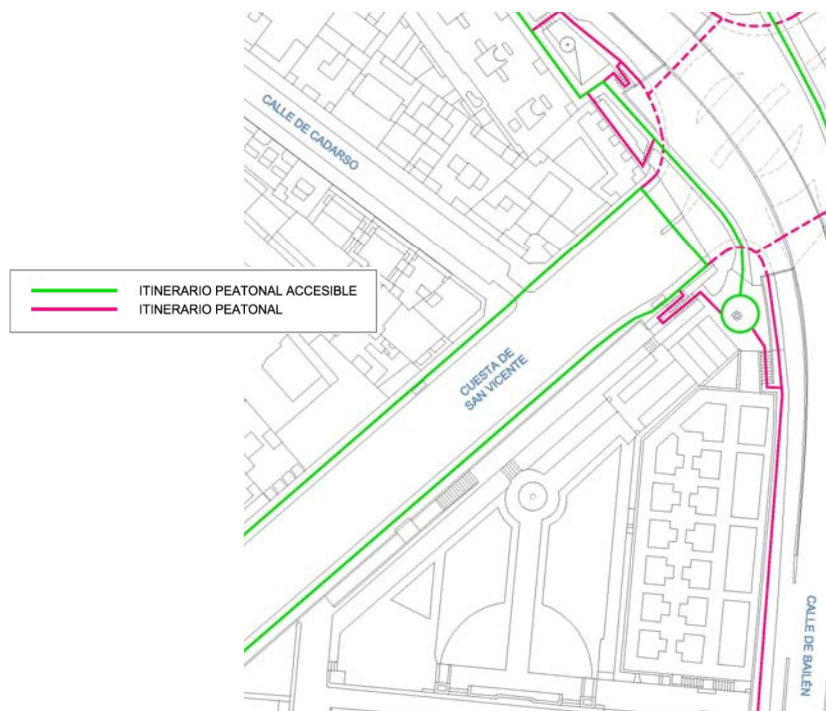 CALLE DE CADARSO
ITINERARIO PEATONAL ACCESIBLE
ITINERARIO PEATONAL
CUESTA DE
SAN VICENTE
CALLE DE BAILÉN